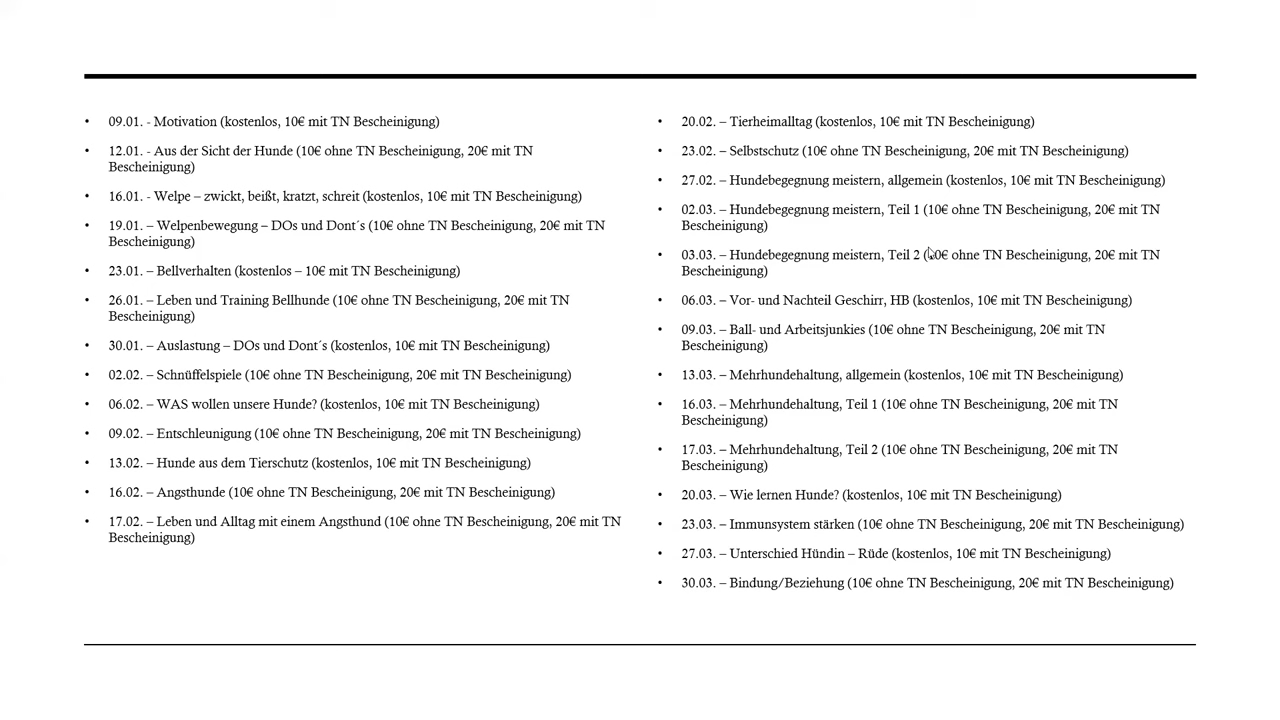 • 09.01. - Motivation (kostenlos, 10€ mit TN Bescheinigung)
• 12.01. - Aus der Sicht der Hunde (10€ ohne TN Bescheinigung, 20€ mit TN
Bescheinigung)
• 16.01. - Welpe – zwickt, beißt, kratzt, schreit (kostenlos, 10€ mit TN Bescheinigung)
• 19.01. – Welpenbewegung – DOs und Dont´s (10€ ohne TN Bescheinigung, 20€ mit TN
Bescheinigung)
• 23.01. – Bellverhalten (kostenlos – 10€ mit TN Bescheinigung)
• 26.01. – Leben und Training Bellhunde (10€ ohne TN Bescheinigung, 20€ mit TN
Bescheinigung)
• 30.01. – Auslastung – DOs und Dont´s (kostenlos, 10€ mit TN Bescheinigung)
• 02.02. – Schnüffelspiele (10€ ohne TN Bescheinigung, 20€ mit TN Bescheinigung)
• 06.02. – WAS wollen unsere Hunde? (kostenlos, 10€ mit TN Bescheinigung)
• 09.02. – Entschleunigung (10€ ohne TN Bescheinigung, 20€ mit TN Bescheinigung)
• 13.02. – Hunde aus dem Tierschutz (kostenlos, 10€ mit TN Bescheinigung)
• 16.02. – Angsthunde (10€ ohne TN Bescheinigung, 20€ mit TN Bescheinigung)
• 17.02. – Leben und Alltag mit einem Angsthund (10€ ohne TN Bescheinigung, 20€ mit TN
Bescheinigung)
• 20.02. – Tierheimalltag (kostenlos, 10€ mit TN Bescheinigung)
• 23.02. – Selbstschutz (10€ ohne TN Bescheinigung, 20€ mit TN Bescheinigung)
• 27.02. – Hundebegegnung meistern, allgemein (kostenlos, 10€ mit TN Bescheinigung)
• 02.03. – Hundebegegnung meistern, Teil 1 (10€ ohne TN Bescheinigung, 20€ mit TN
Bescheinigung)
• 03.03. – Hundebegegnung meistern, Teil 2 (10€ ohne TN Bescheinigung, 20€ mit TN
Bescheinigung)
• 06.03. – Vor- und Nachteil Geschirr, HB (kostenlos, 10€ mit TN Bescheinigung)
• 09.03. – Ball- und Arbeitsjunkies (10€ ohne TN Bescheinigung, 20€ mit TN
Bescheinigung)
• 13.03. – Mehrhundehaltung, allgemein (kostenlos, 10€ mit TN Bescheinigung)
• 16.03. – Mehrhundehaltung, Teil 1 (10€ ohne TN Bescheinigung, 20€ mit TN
Bescheinigung)
• 17.03. – Mehrhundehaltung, Teil 2 (10€ ohne TN Bescheinigung, 20€ mit TN
Bescheinigung)
• 20.03. – Wie lernen Hunde? (kostenlos, 10€ mit TN Bescheinigung)
• 23.03. – Immunsystem stärken (10€ ohne TN Bescheinigung, 20€ mit TN Bescheinigung)
• 27.03. – Unterschied Hündin – Rüde (kostenlos, 10€ mit TN Bescheinigung)
• 30.03. – Bindung/Beziehung (10€ ohne TN Bescheinigung, 20€ mit TN Bescheinigung)